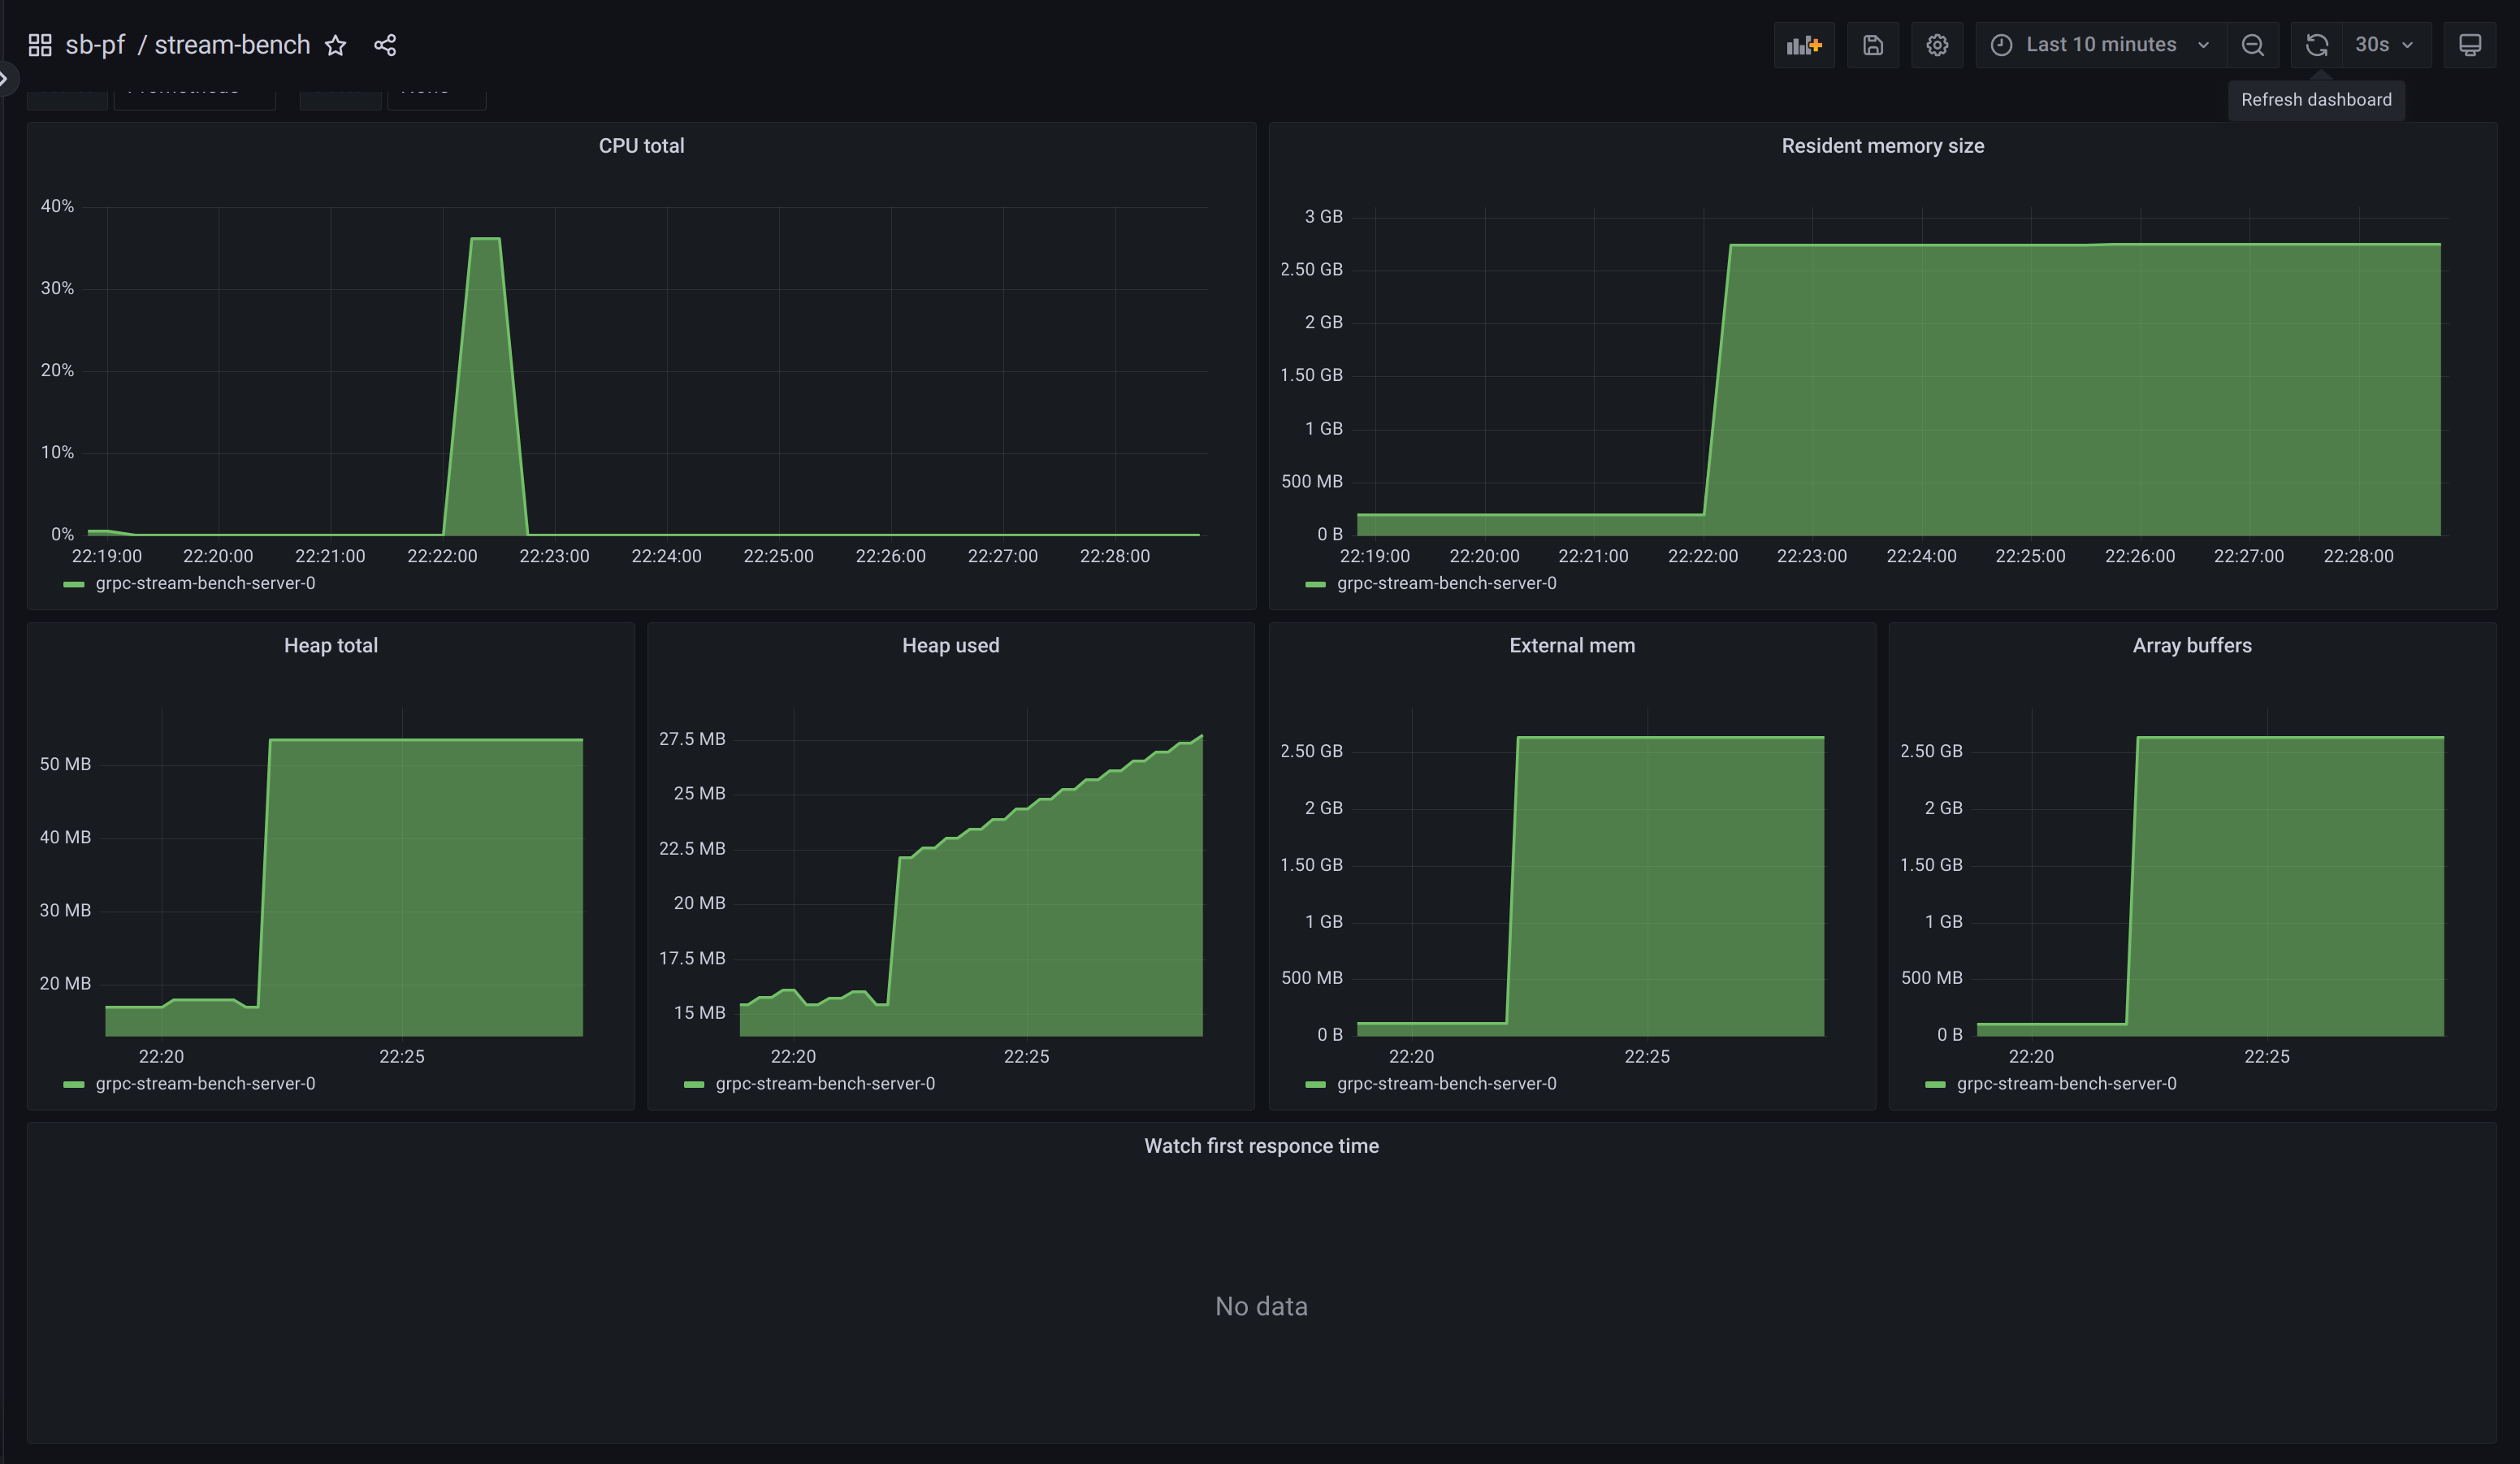 sb-pf / stream-bench
Last 10 minutes
30s
Refresh dashboard
CPU total
40%
30%
20%
10%
0%
22:19:00 22:20:00 22:21:00 22:22:00 22:23:00 22:24:00 22:25:00 22:26:00 22:27:00 22:28:00
grpc-stream-bench-server-0
Resident memory size
3 GB
2.50 GB
2 GB
1.50 GB
1 GB
500 MB
0 B
22:19:00 22:20:00 22:21:00 22:22:00 22:23:00 22:24:00 22:25:00 22:26:00 22:27:00 22:28:00
grpc-stream-bench-server-0
Heap total
50 MB
40 MB
30 MB
20 MB
22:20 22:25
grpc-stream-bench-server-0
Heap used
27.5 MB
25 MB
22.5 MB
20 MB
17.5 MB
15 MB
22:20 22:25
grpc-stream-bench-server-0
External mem
2.50 GB
2 GB
1.50 GB
1 GB
500 MB
0 B
22:20 22:25
grpc-stream-bench-server-0
Array buffers
2.50 GB
2 GB
1.50 GB
1 GB
500 MB
0 B
22:20 22:25
grpc-stream-bench-server-0
Watch first responce time
No data